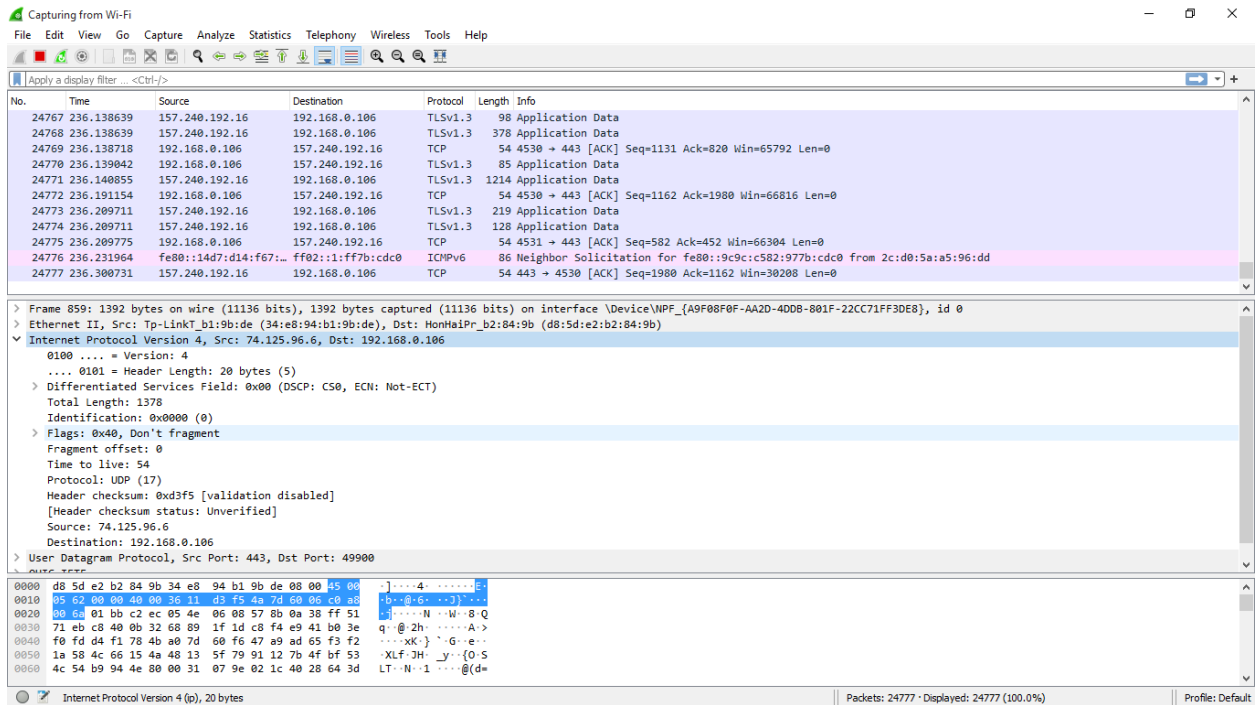 Capturing from Wi-Fi
File Edit View Go Capture Analyze Statistics Telephony Wireless Tools Help
Apply a display filter ... <Ctrl-/>
No. Time Source Destination Protocol Length Info
24767 236.138639 157.240.192.16 192.168.0.106 TLSv1.3 98 Application Data
24768 236.138639 157.240.192.16 192.168.0.106 TLSv1.3 378 Application Data
24769 236.138718 192.168.0.106 157.240.192.16 TCP 54 4530 → 443 [ACK] Seq=1131 Ack=820 Win=65792 Len=0
24770 236.139042 192.168.0.106 157.240.192.16 TLSv1.3 85 Application Data
24771 236.140855 157.240.192.16 192.168.0.106 TLSv1.3 1214 Application Data
24772 236.191154 192.168.0.106 157.240.192.16 TCP 54 4530 → 443 [ACK] Seq=1162 Ack=1980 Win=66816 Len=0
24773 236.209711 157.240.192.16 192.168.0.106 TLSv1.3 219 Application Data
24774 236.209711 157.240.192.16 192.168.0.106 TLSv1.3 128 Application Data
24775 236.209775 192.168.0.106 157.240.192.16 TCP 54 4531 → 443 [ACK] Seq=582 Ack=452 Win=66304 Len=0
24776 236.231964 fe80::14d7:d14:f67:… ff02::1:ff7b:cdc0 ICMPv6 86 Neighbor Solicitation for fe80::9c9c:c582:977b:cdc0 from 2c:d0:5a:a5:96:dd
24777 236.300731 157.240.192.16 192.168.0.106 TCP 54 443 → 4530 [ACK] Seq=1980 Ack=1162 Win=30208 Len=0
Frame 859: 1392 bytes on wire (11136 bits), 1392 bytes captured (11136 bits) on interface \Device\NPF_{A9F08F0F-AA2D-4DDB-801F-22CC71FF3DE8}, id 0
Ethernet II, Src: Tp-LinkT_b1:9b:de (34:e8:94:b1:9b:de), Dst: HonHaiPr_b2:84:9b (d8:5d:e2:b2:84:9b)
Internet Protocol Version 4, Src: 74.125.96.6, Dst: 192.168.0.106
0100 .... = Version: 4
.... 0101 = Header Length: 20 bytes (5)
Differentiated Services Field: 0x00 (DSCP: CS0, ECN: Not-ECT)
Total Length: 1378
Identification: 0x0000 (0)
Flags: 0x40, Don't fragment
Fragment offset: 0
Time to live: 54
Protocol: UDP (17)
Header checksum: 0xd3f5 [validation disabled]
[Header checksum status: Unverified]
Source: 74.125.96.6
Destination: 192.168.0.106
User Datagram Protocol, Src Port: 443, Dst Port: 49900
0000 d8 5d e2 b2 84 9b 34 e8 94 b1 9b de 08 00 45 00 ·]····4· ······E·
0010 05 62 00 00 40 00 36 11 d3 f5 4a 7d 60 06 c0 a8 ·b··@·6· ··J}`···
0020 00 6a 01 bb c2 ec 05 4e 06 08 57 8b 0a 38 ff 51 ·j·····N ··W··8·Q
0030 71 eb c8 40 0b 32 68 89 1f 1d c8 f4 e9 41 b0 3e q··@·2h· ·····A·>
0040 f0 fd d4 f1 78 4b a0 7d 60 f6 47 a9 ad 65 f3 f2 ····xK·} `·G··e··
0050 1a 58 4c 66 15 4a 48 13 5f 79 91 12 7b 4f bf 53 ·XLf·JH· _y··{O·S
0060 4c 54 b9 94 4e 80 00 31 07 9e 02 1c 40 28 64 3d LT··N··1 ····@(d=
Internet Protocol Version 4 (ip), 20 bytes Packets: 24777 · Displayed: 24777 (100.0%) Profile: Default